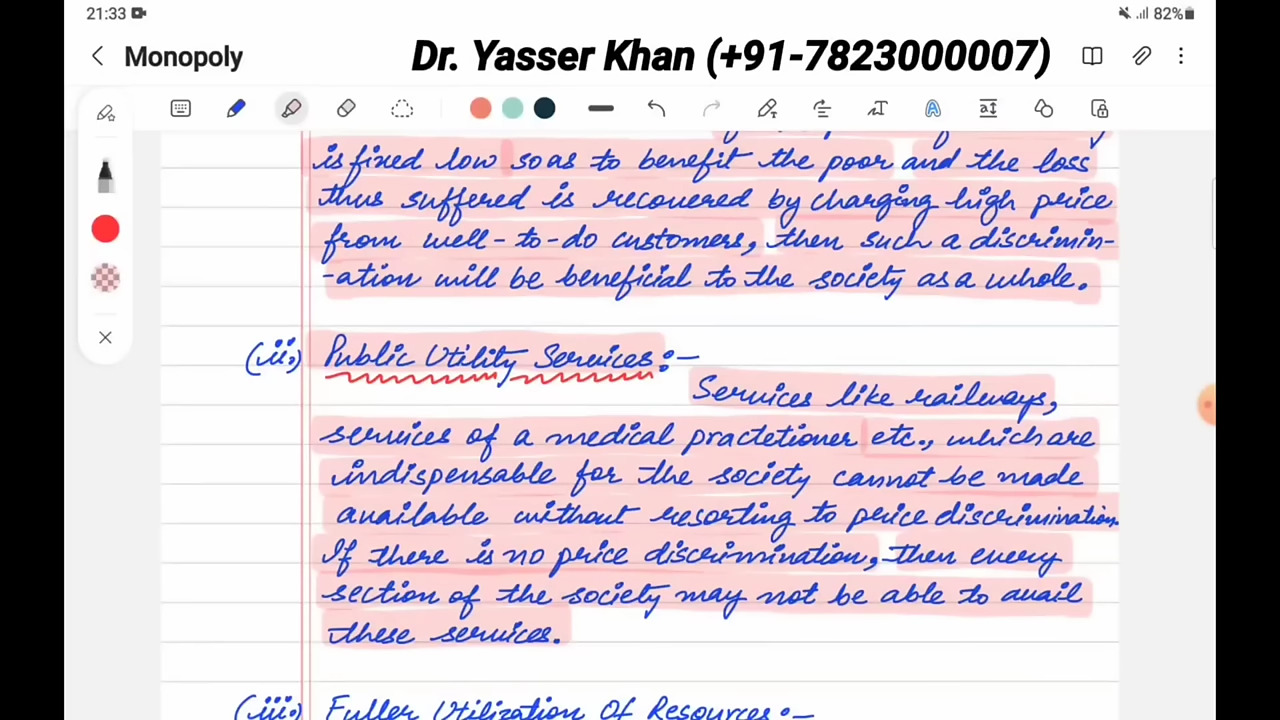 21:33
82%
Monopoly
Dr. Yasser Khan (+91-7823000007)
is fixed low so as to benefit the poor and the loss
thus suffered is recovered by charging high price
from well-to-do customers, then such a discrimin-
-ation will be beneficial to the society as a whole.
(ii) Public Utility Services:-
Services like railways,
services of a medical practetioner etc., which are
indispensable for the society cannot be made
available without resorting to price discrimination.
If there is no price discrimination, then every
section of the society may not be able to avail
these services.
(iii) Fuller Utilization Of Resources:-